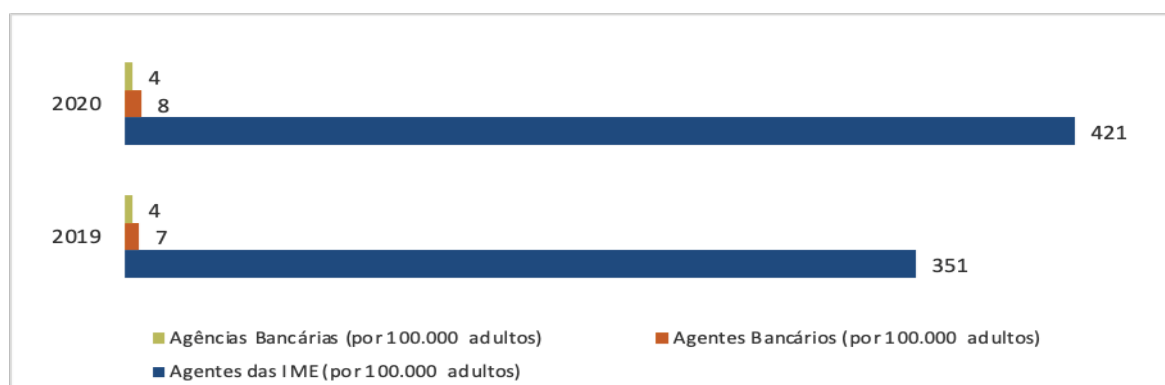 4
2020
8
421
4
2019
7
351
Agências Bancárias (por 100.000 adultos)
Agentes Bancários (por 100.000 adultos)
Agentes das IME (por 100.000 adultos)